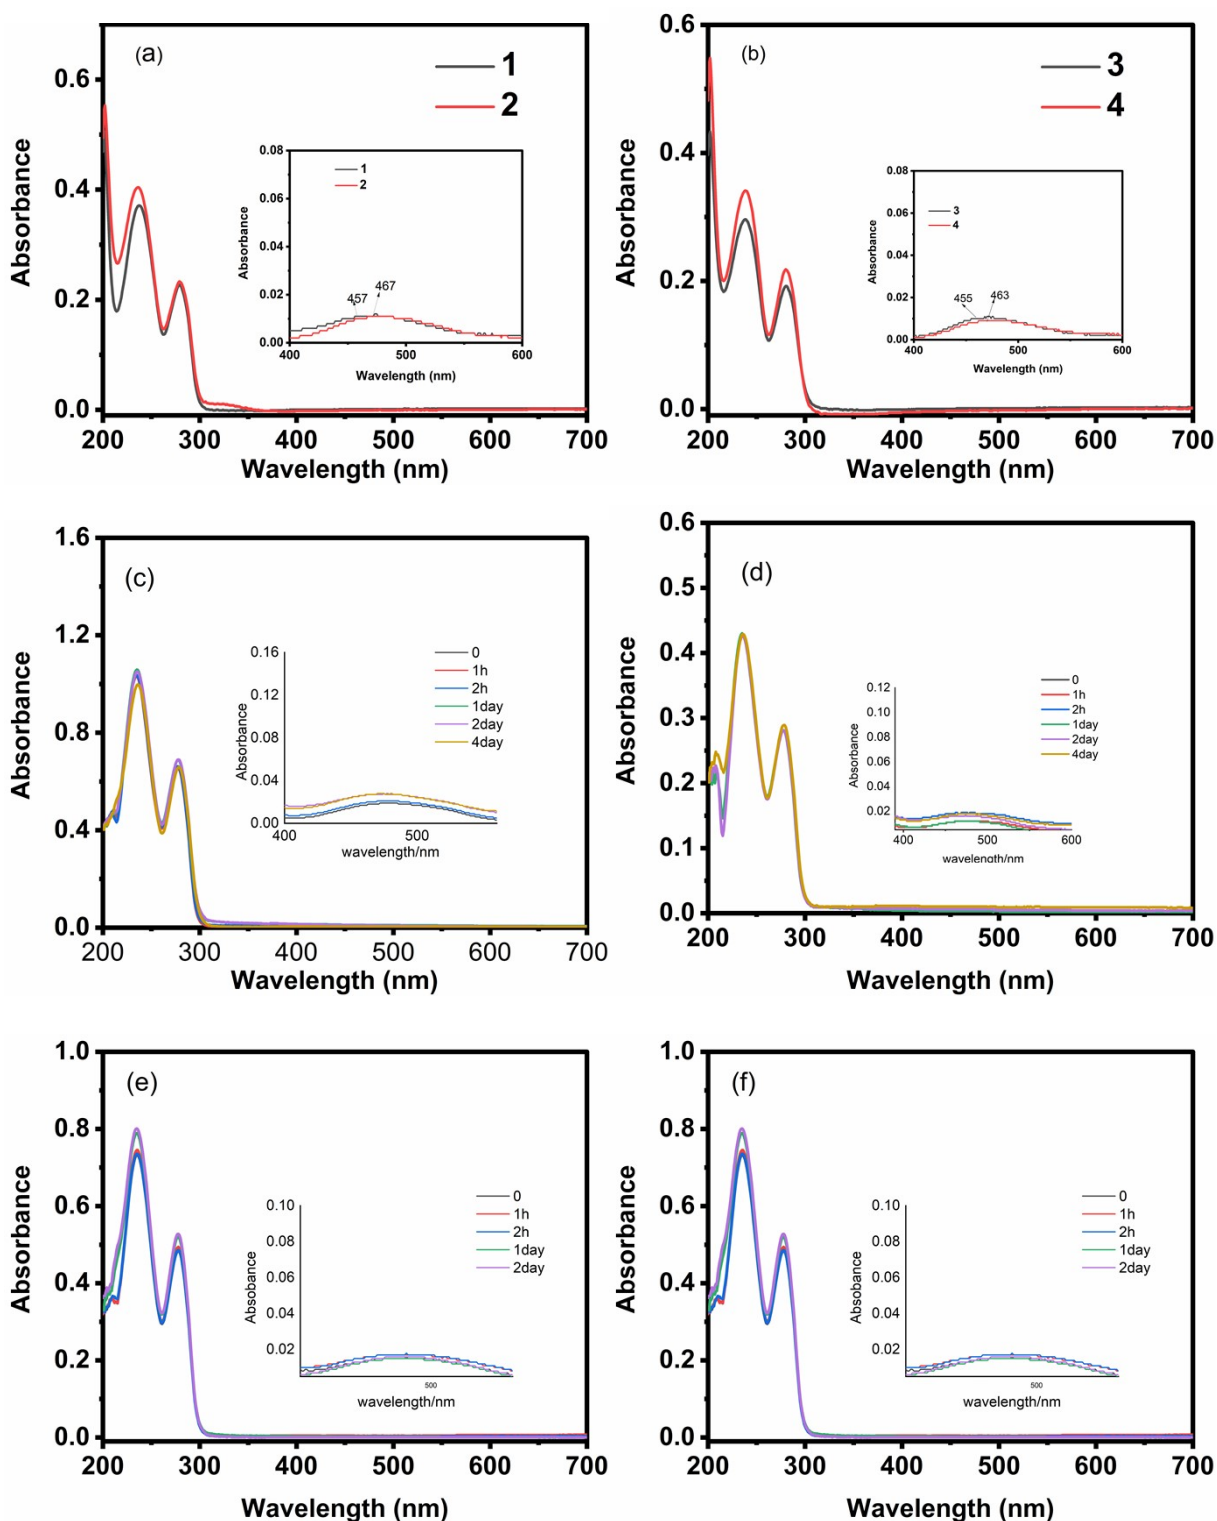 (a)
1
2
Absorbance
0.6
0.4
0.2
0.0
200 300 400 500 600 700
Wavelength (nm)
1
2
Absorbance
0.08
0.06
0.04
0.02
0.00
457 467
400 500 600
Wavelength (nm)
(b)
3
4
Absorbance
0.6
0.4
0.2
0.0
200 300 400 500 600 700
Wavelength (nm)
3
4
Absorbance
0.08
0.06
0.04
0.02
0.00
455 463
400 500 600
Wavelength (nm)
(c)
Absorbance
1.6
1.2
0.8
0.4
0.0
200 300 400 500 600 700
Wavelength (nm)
0
1h
2h
1day
2day
4day
Absorbance
0.16
0.12
0.08
0.04
0.00
400 500
wavelength/nm
(d)
Absorbance
0.6
0.5
0.4
0.3
0.2
0.1
0.0
200 300 400 500 600 700
Wavelength (nm)
0
1h
2h
1day
2day
4day
Absorbance
0.12
0.10
0.08
0.06
0.04
0.02
400 500 600
wavelength/nm
(e)
Absorbance
1.0
0.8
0.6
0.4
0.2
0.0
200 300 400 500 600 700
Wavelength (nm)
0
1h
2h
1day
2day
Absobance
0.10
0.08
0.06
0.04
0.02
500
wavelength/nm
(f)
Absorbance
1.0
0.8
0.6
0.4
0.2
0.0
200 300 400 500 600 700
Wavelength (nm)
0
1h
2h
1day
2day
Absobance
0.10
0.08
0.06
0.04
0.02
500
wavelength/nm